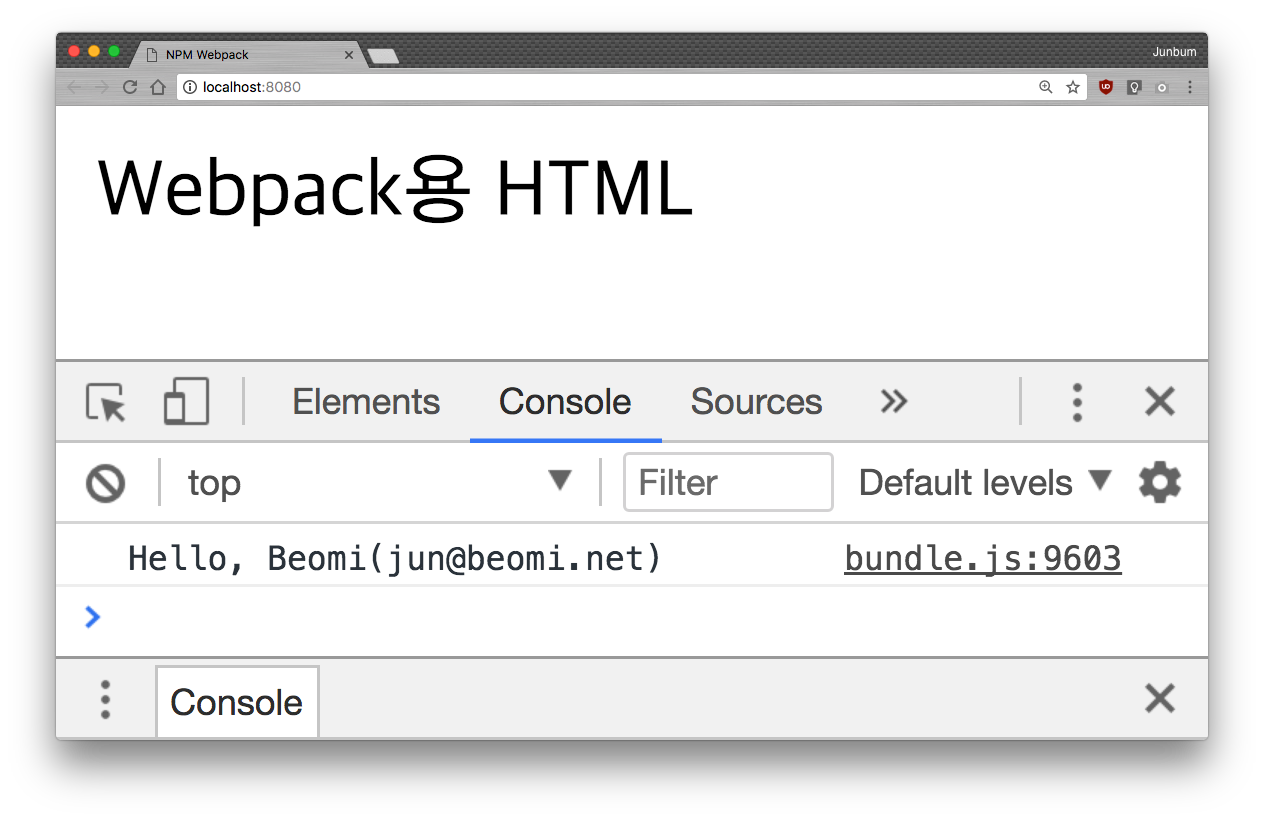 NPM Webpack
Junbum
localhost:8080
Webpack용 HTML
Elements Console Sources
top Filter Default levels
Hello, Beomi(jun@beomi.net) bundle.js:9603
Console